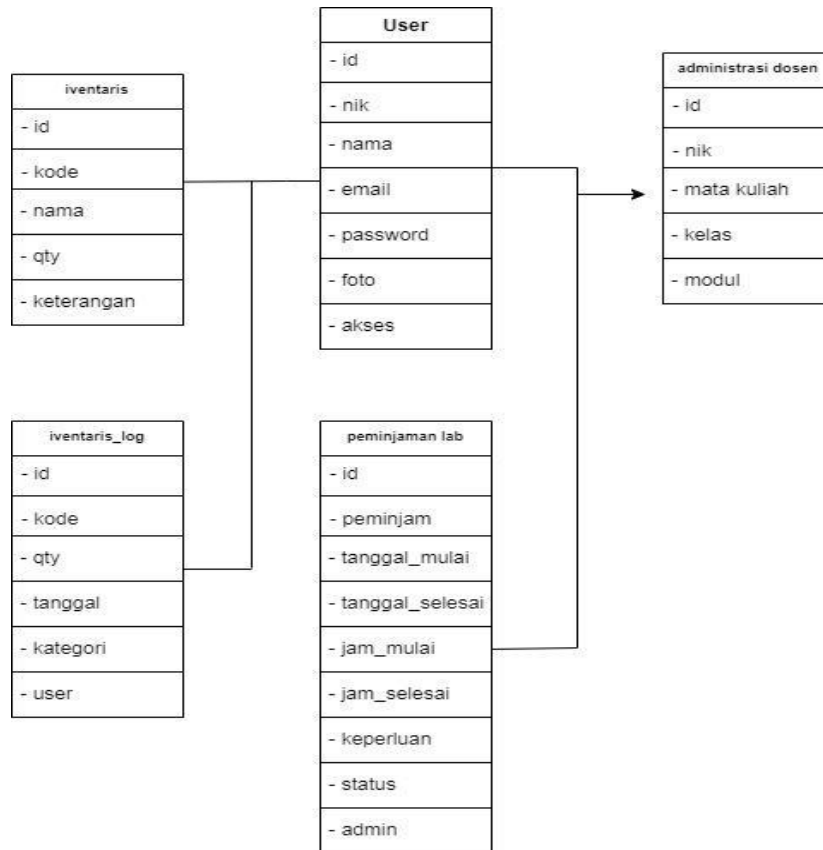 User
- id
- nik
- nama
- email
- password
- foto
- akses
iventaris
- id
- kode
- nama
- qty
- keterangan
administrasi dosen
- id
- nik
- mata kuliah
- kelas
- modul
iventaris_log
- id
- kode
- qty
- tanggal
- kategori
- user
peminjaman lab
- id
- peminjam
- tanggal_mulai
- tanggal_selesai
- jam_mulai
- jam_selesai
- keperluan
- status
- admin